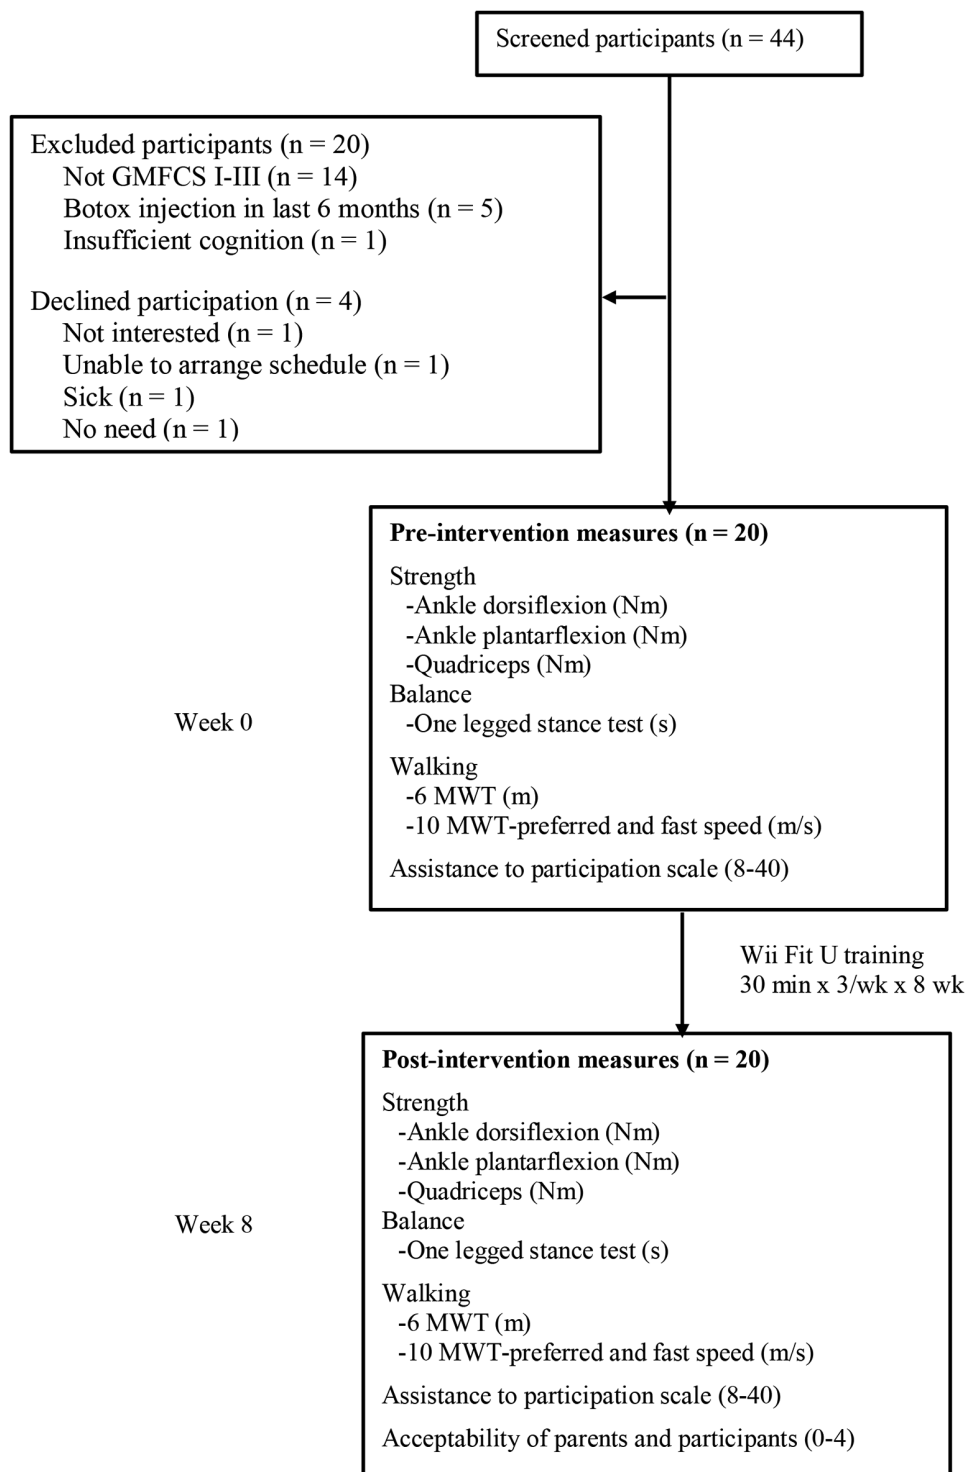 Screened participants (n = 44)
Excluded participants (n = 20)
Not GMFCS I-III (n = 14)
Botox injection in last 6 months (n = 5)
Insufficient cognition (n = 1)
Declined participation (n = 4)
Not interested (n = 1)
Unable to arrange schedule (n = 1)
Sick (n = 1)
No need (n = 1)
Pre-intervention measures (n = 20)
Strength
-Ankle dorsiflexion (Nm)
-Ankle plantarflexion (Nm)
-Quadriceps (Nm)
Balance
-One legged stance test (s)
Walking
-6 MWT (m)
-10 MWT-preferred and fast speed (m/s)
Assistance to participation scale (8-40)
Week 0
Wii Fit U training
30 min x 3/wk x 8 wk
Post-intervention measures (n = 20)
Strength
-Ankle dorsiflexion (Nm)
-Ankle plantarflexion (Nm)
-Quadriceps (Nm)
Balance
-One legged stance test (s)
Walking
-6 MWT (m)
-10 MWT-preferred and fast speed (m/s)
Assistance to participation scale (8-40)
Acceptability of parents and participants (0-4)
Week 8